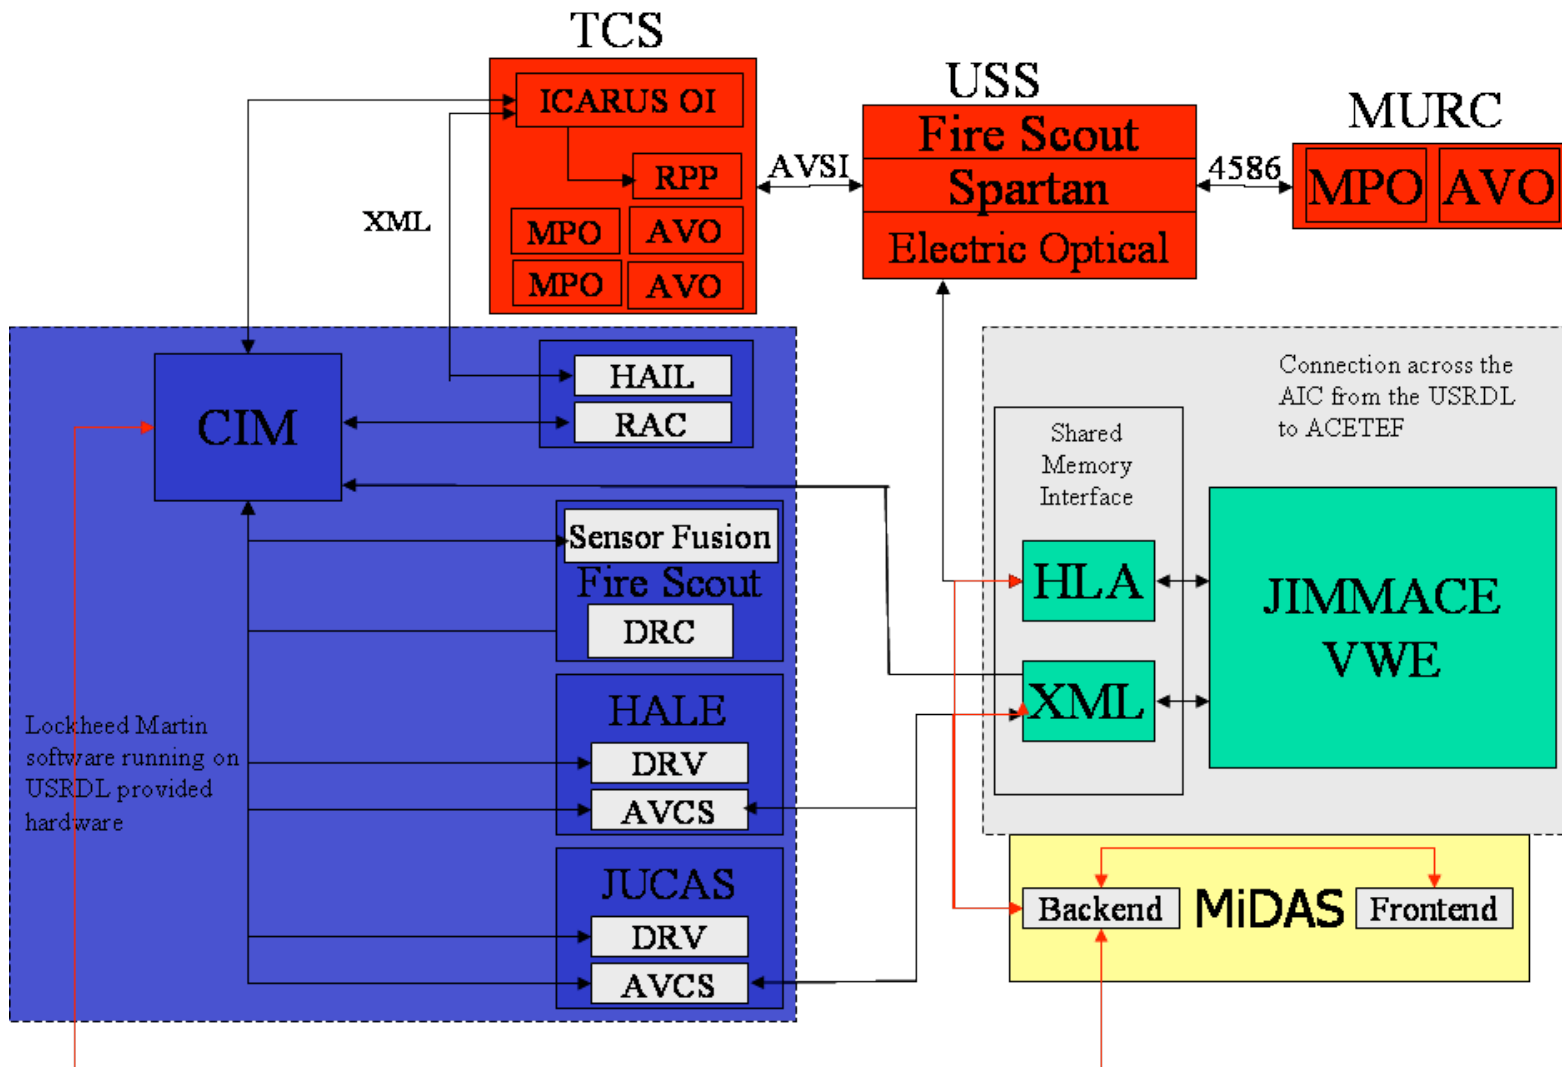 TCS
ICARUS OI
RPP
MPO
AVO
MPO
AVO
XML
AVSI
USS
Fire Scout
Spartan
Electric Optical
4586
MURC
MPO
AVO
CIM
HAIL
RAC
Sensor Fusion
Fire Scout
DRC
HALE
DRV
AVCS
JUCAS
DRV
AVCS
Lockheed Martin
software running on
USRDL provided
hardware
Connection across the
AIC from the USRDL
to ACETEF
Shared
Memory
Interface
HLA
XML
JIMMACE
VWE
Backend
MiDAS
Frontend